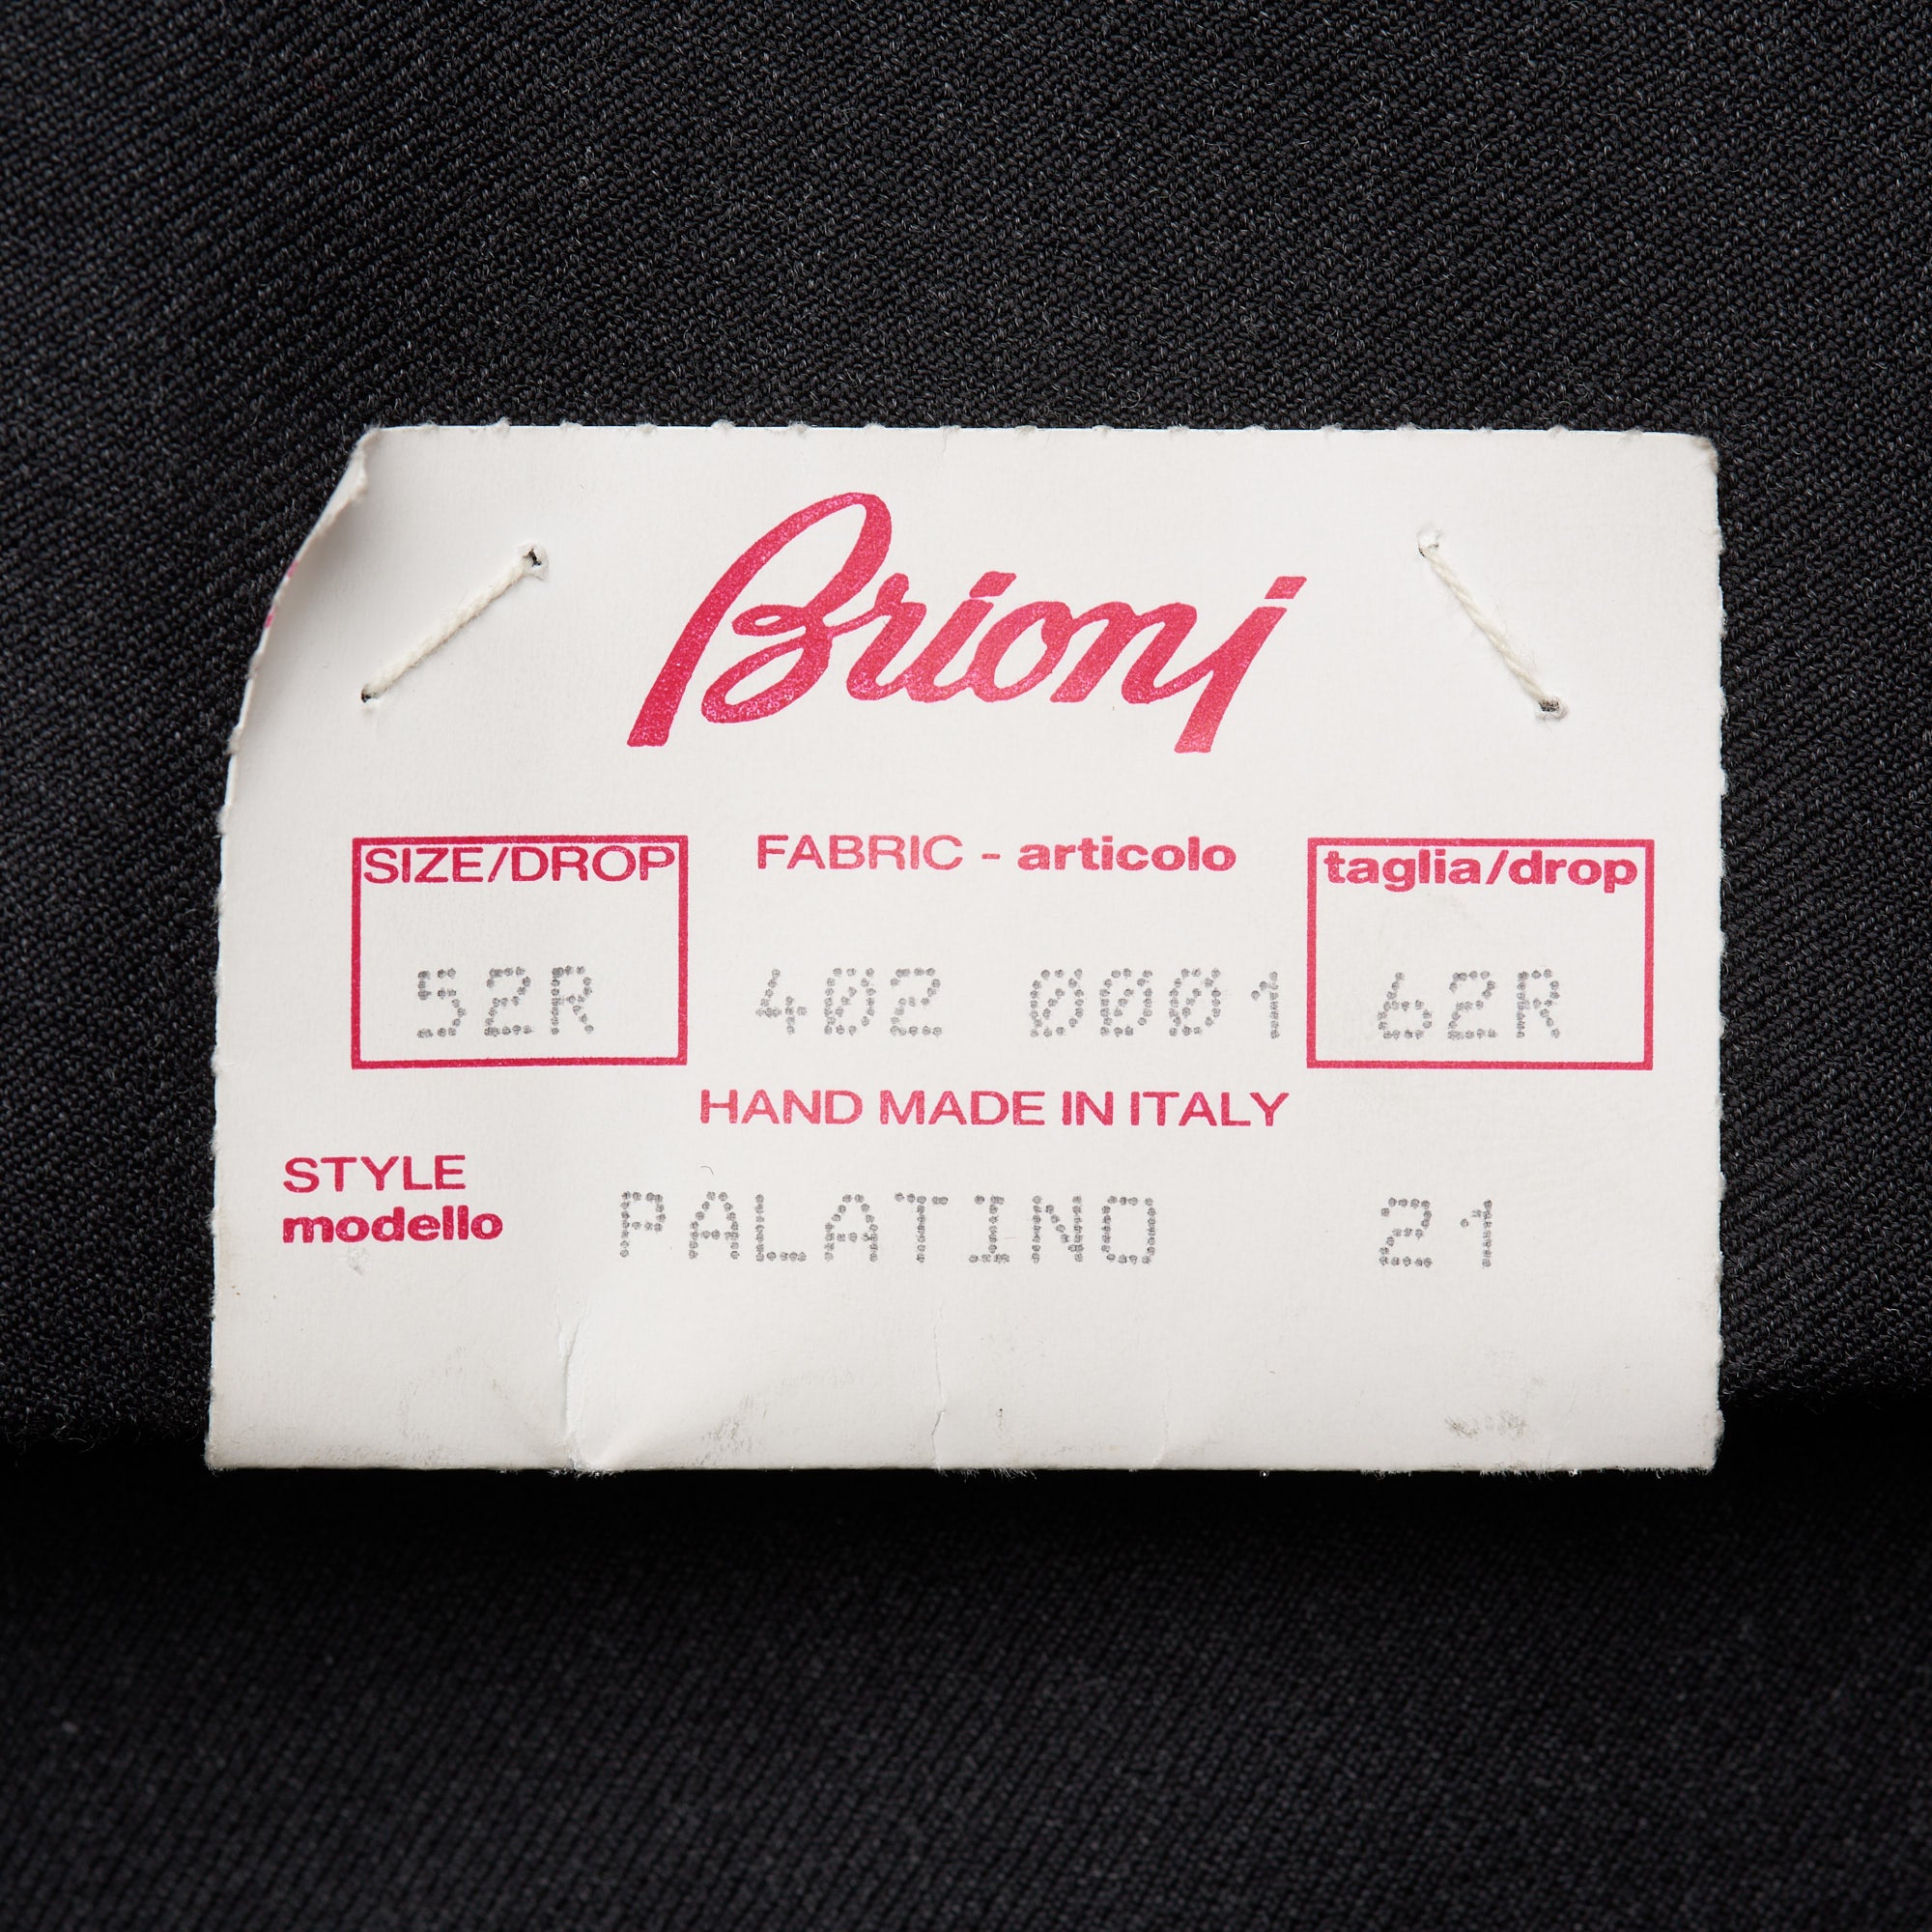 Brioni
SIZE/DROP FABRIC - articolo taglia/drop
52R 402 0001 62R
HAND MADE IN ITALY
STYLE
modello PALATINO 21